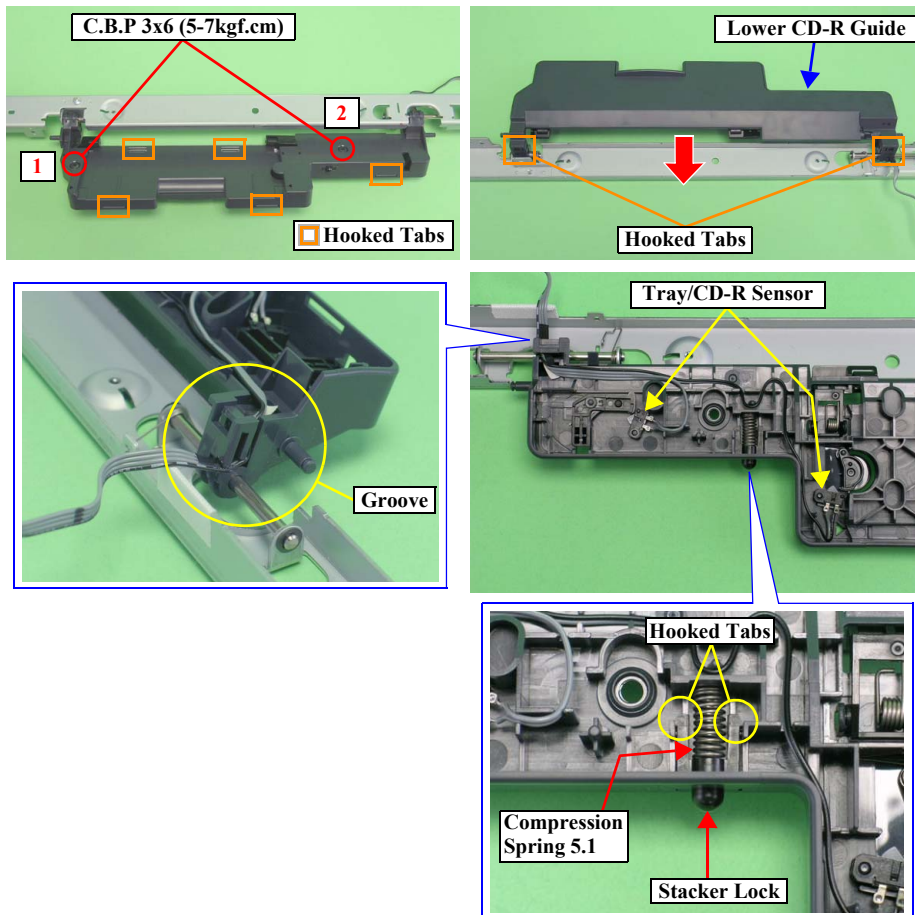 C.B.P 3x6 (5-7kgf.cm)
1
2
Hooked Tabs
Lower CD-R Guide
Hooked Tabs
Groove
Tray/CD-R Sensor
Hooked Tabs
Compression
Spring 5.1
Stacker Lock